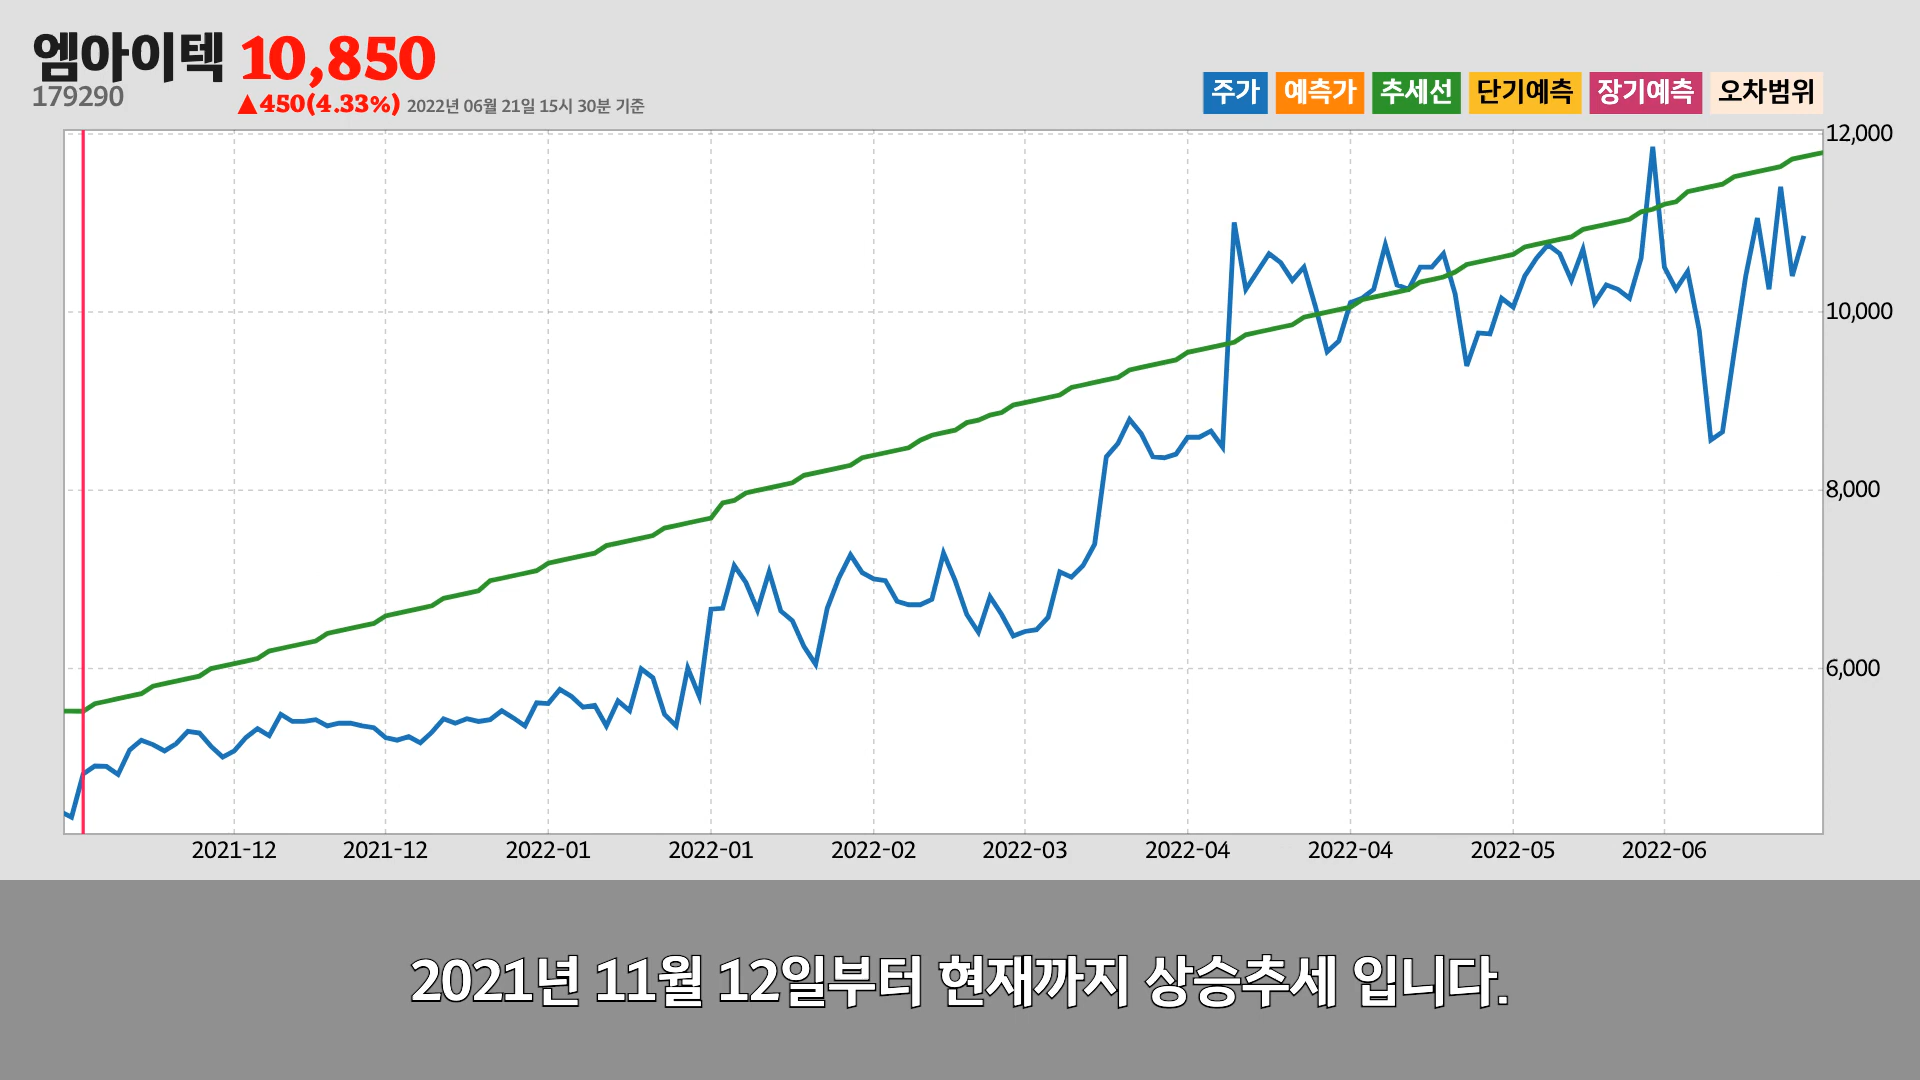 엠아이텍 10,850
179290
▲450(4.33%) 2022년 06월 21일 15시 30분 기준
주가 예측가 추세선 단기예측 장기예측 오차범위
12,000
10,000
8,000
6,000
2021-12 2021-12 2022-01 2022-01 2022-02 2022-03 2022-04 2022-04 2022-05 2022-06
2021년 11월 12일부터 현재까지 상승추세 입니다.